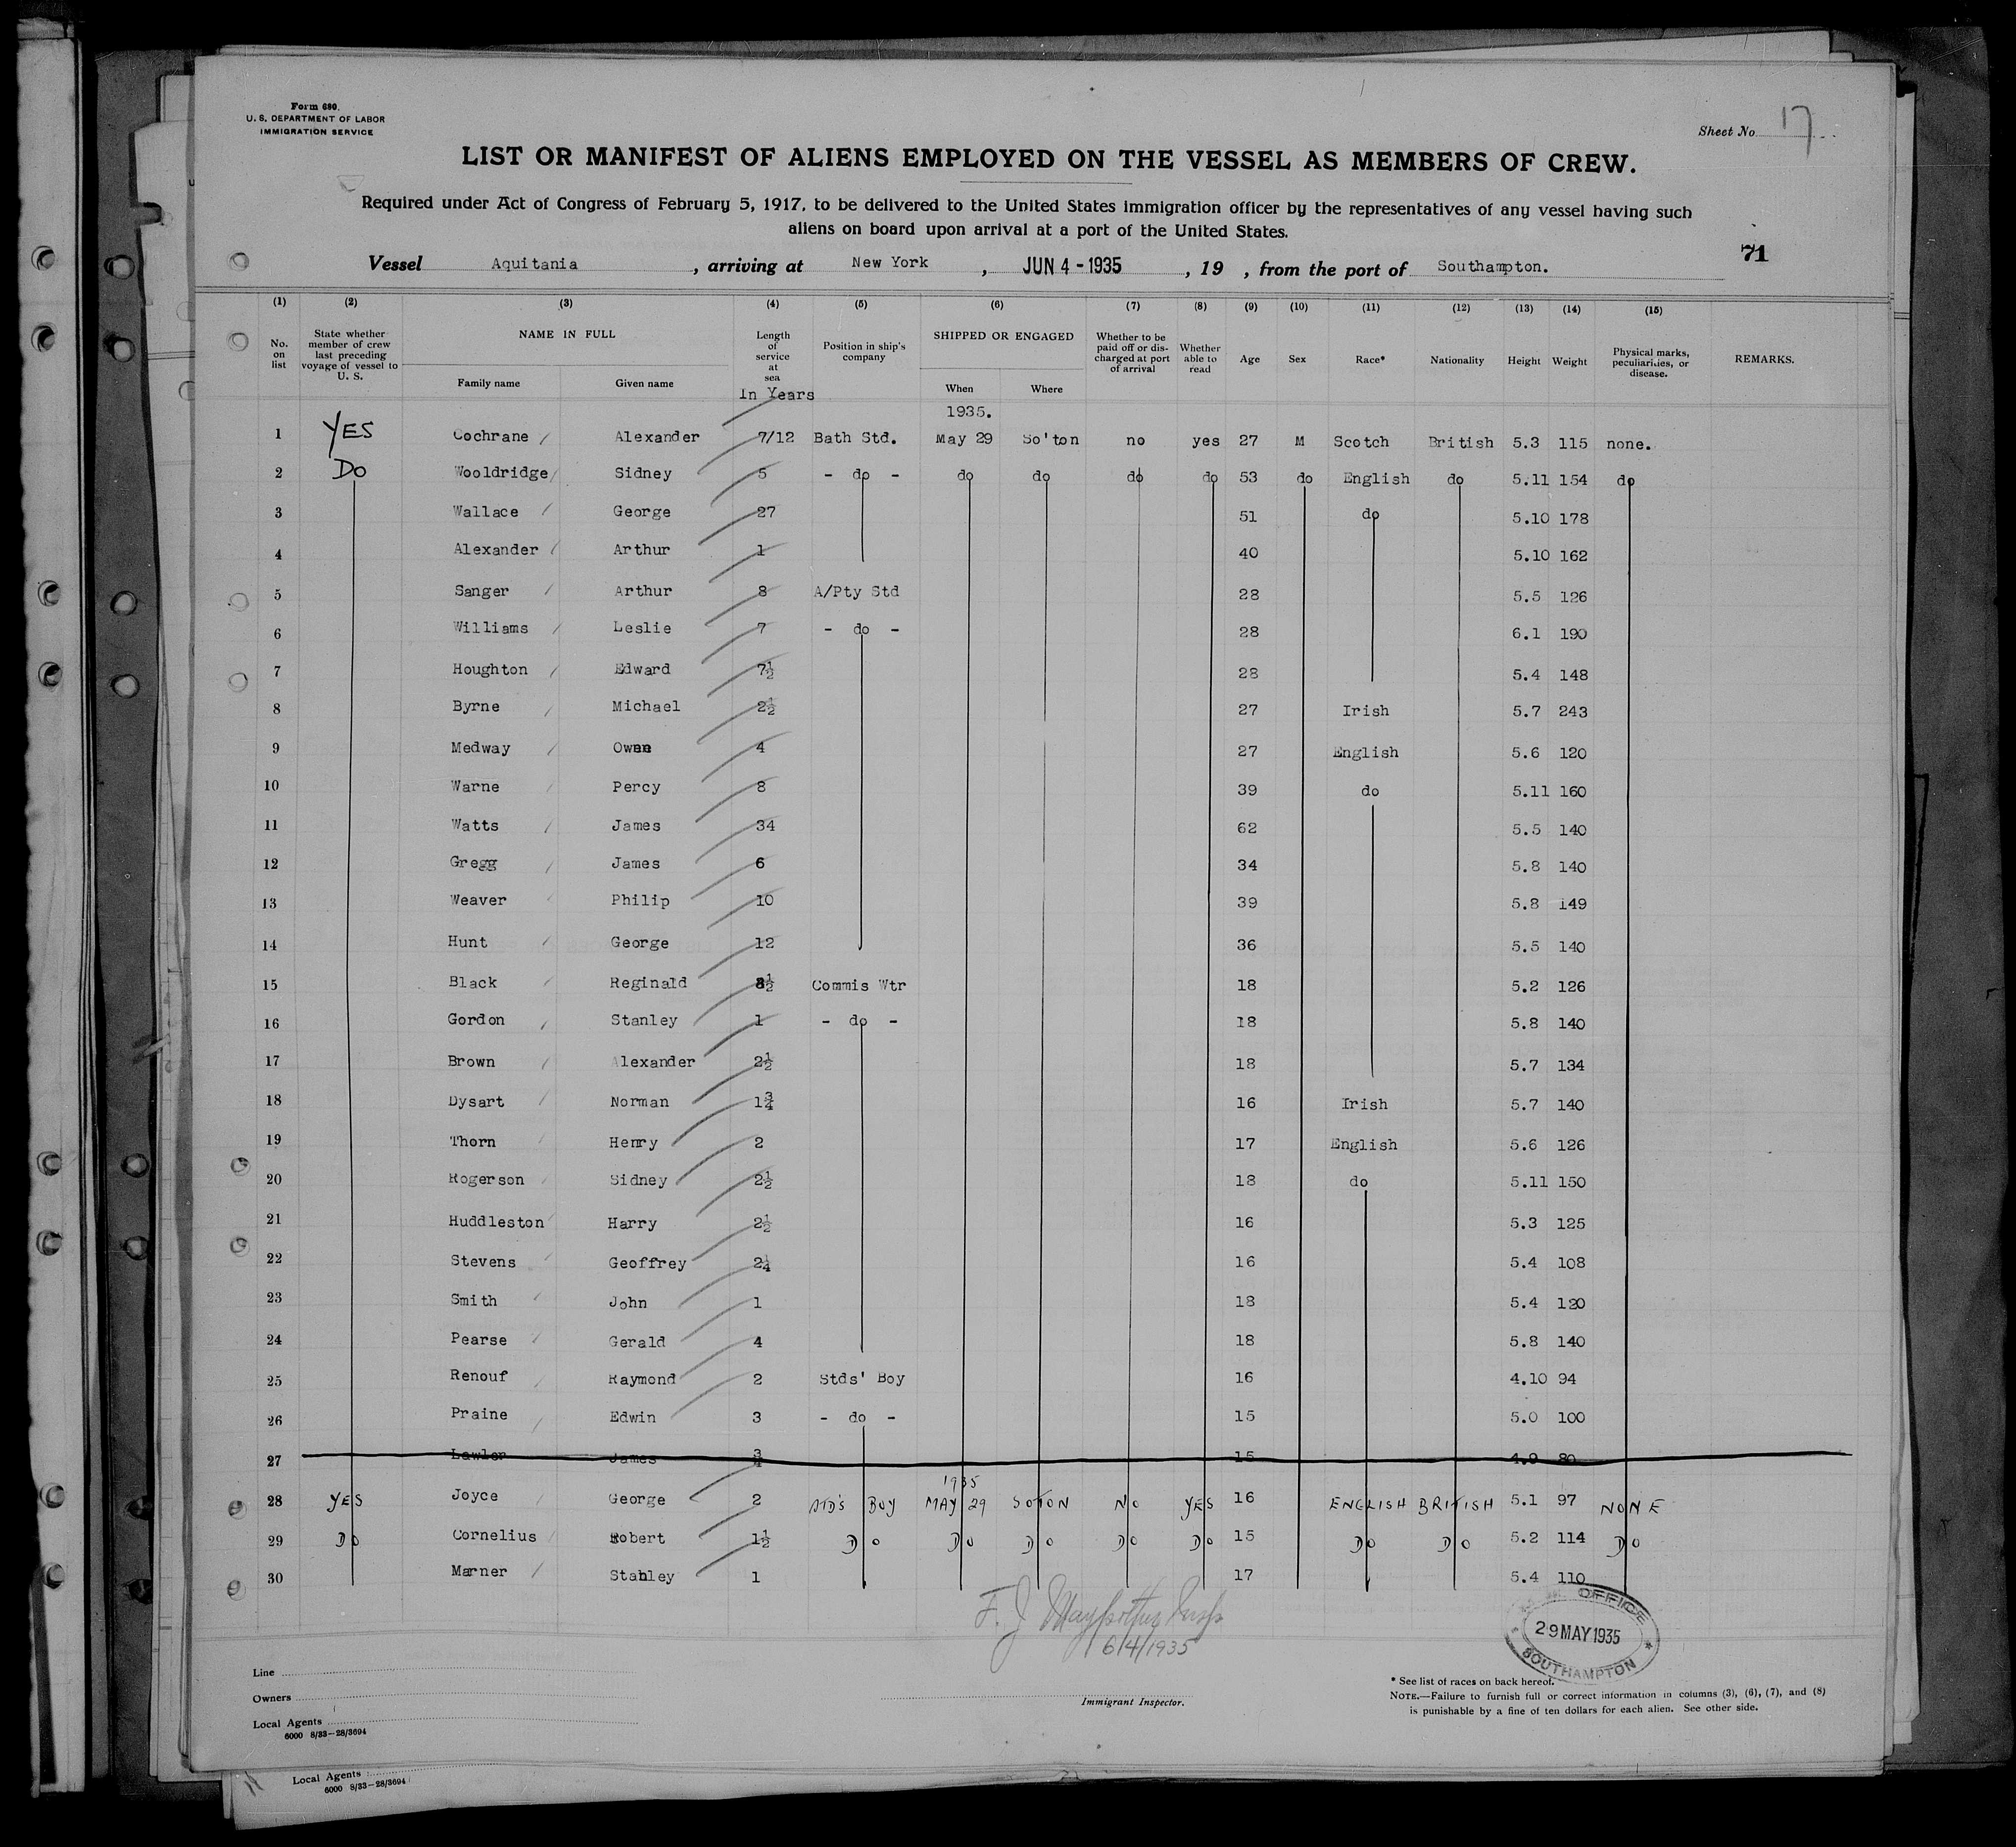 Form 680.
U. S. DEPARTMENT OF LABOR
IMMIGRATION SERVICE
Sheet No. 17
LIST OR MANIFEST OF ALIENS EMPLOYED ON THE VESSEL AS MEMBERS OF CREW.
Required under Act of Congress of February 5, 1917, to be delivered to the United States immigration officer by the representatives of any vessel having such
aliens on board upon arrival at a port of the United States.
71
Vessel Aquitania , arriving at New York , JUN 4 - 1935 , 19 , from the port of Southampton.
(1) (2) (3) (4) (5) (6) (7) (8) (9) (10) (11) (12) (13) (14) (15)
No. on list State whether member of crew last preceding voyage of vessel to U. S. NAME IN FULL Family name Given name Length of service at sea Position in ship's company SHIPPED OR ENGAGED When Where Whether to be paid off or discharged at port of arrival Whether able to read Age Sex Race* Nationality Height Weight Physical marks, peculiarities, or disease. REMARKS.
In Years
1935.
1 YES Cochrane Alexander 7/12 Bath Std. May 29 So'ton no yes 27 M Scotch British 5.3 115 none.
2 DO Wooldridge Sidney 5 - do - do do do do 53 do English do 5.11 154 do
3 Wallace George 27 51 do 5.10 178
4 Alexander Arthur 1 40 5.10 162
5 Sanger Arthur 8 A/Pty Std 28 5.5 126
6 Williams Leslie 7 - do - 28 6.1 190
7 Houghton Edward 7½ 28 5.4 148
8 Byrne Michael 2½ 27 Irish 5.7 243
9 Medway Owen 4 27 English 5.6 120
10 Warne Percy 8 39 do 5.11 160
11 Watts James 34 62 5.5 140
12 Gregg James 6 34 5.8 140
13 Weaver Philip 10 39 5.8 149
14 Hunt George 12 36 5.5 140
15 Black Reginald ½ Commis Wtr 18 5.2 126
16 Gordon Stanley 1 - do - 18 5.8 140
17 Brown Alexander 2½ 18 5.7 134
18 Dysart Norman 1¾ 16 Irish 5.7 140
19 Thorn Henry 2 17 English 5.6 126
20 Rogerson Sidney 2½ 18 do 5.11 150
21 Huddleston Harry 2½ 16 5.3 125
22 Stevens Geoffrey 2¼ 16 5.4 108
23 Smith John 1 18 5.4 120
24 Pearse Gerald 4 18 5.8 140
25 Renouf Raymond 2 Stds' Boy 16 4.10 94
26 Praine Edwin 3 - do - 15 5.0 100
27 Lawler James ¾ 15 4.9 80
1935
28 YES Joyce George 2 STD'S BOY MAY 29 SOTON NO YES 16 ENGLISH BRITISH 5.1 97 NONE
29 DO Cornelius Robert 1½ DO DO DO DO DO 15 DO DO 5.2 114 DO
30 Marner Stanley 1 17 5.4 110
F. J.
6/4/1935
OFFICE
29 MAY 1935
SOUTHAMPTON
Line
Owners
Local Agents
6000 8/33-28/3694
Immigrant Inspector.
* See list of races on back hereof.
NOTE.—Failure to furnish full or correct information in columns (3), (6), (7), and (8)
is punishable by a fine of ten dollars for each alien. See other side.
Local Agents
6000 8/33-28/3694